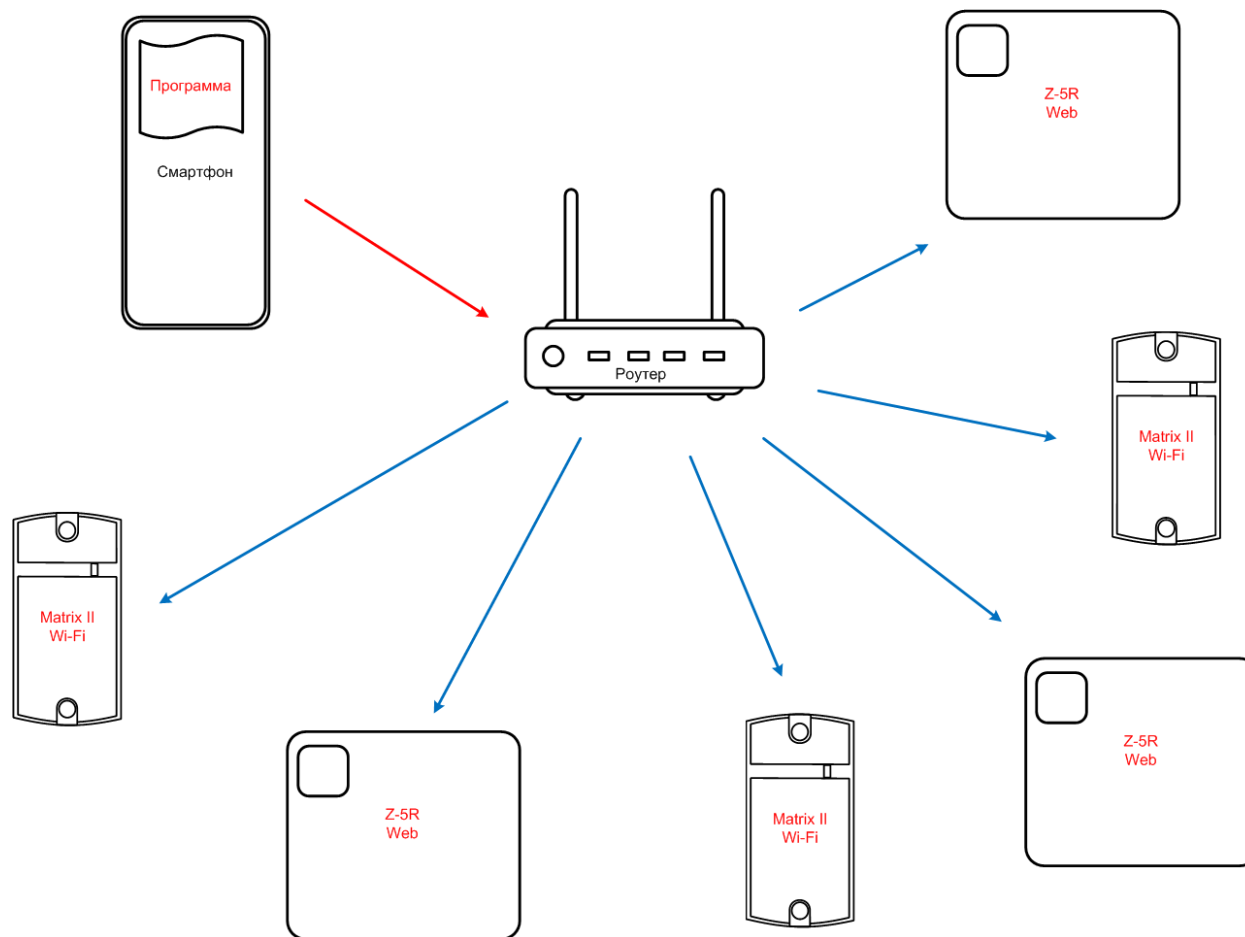 Программа
Смартфон
Z-5R
Web
Роутер
Matrix II
Wi-Fi
Matrix II
Wi-Fi
Z-5R
Web
Z-5R
Web
Matrix II
Wi-Fi